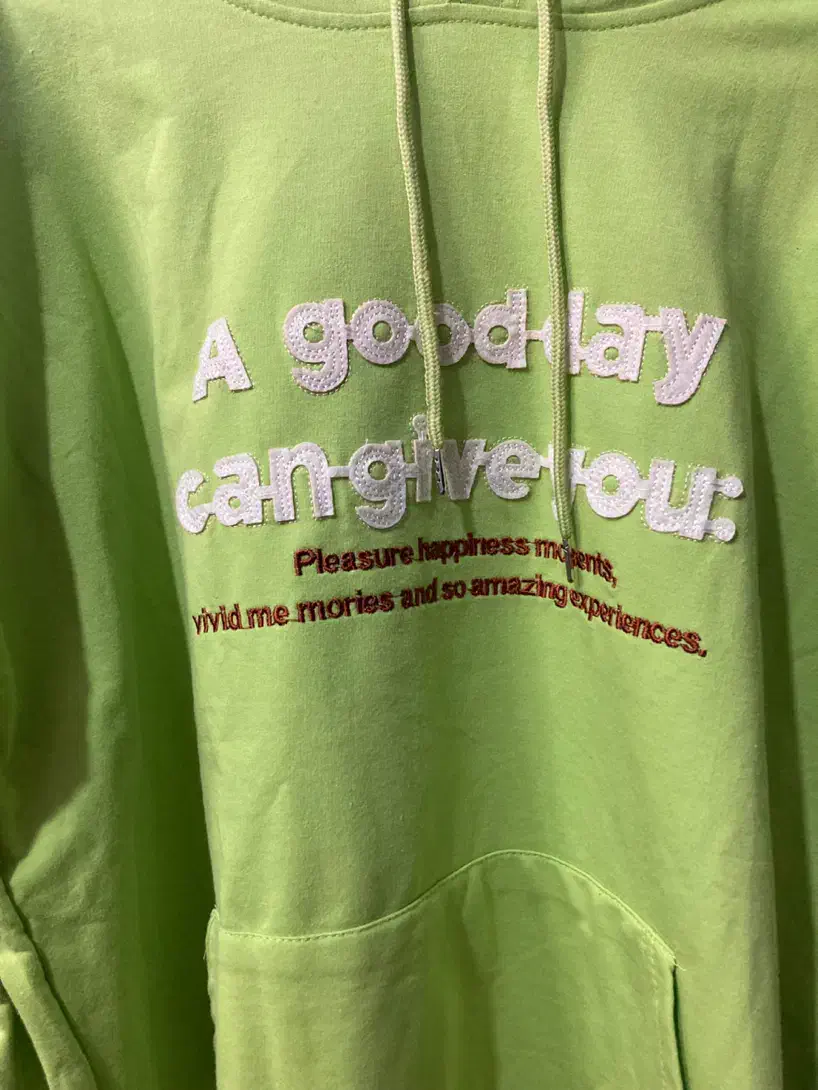 A good day
can give you:
Pleasure happiness moments,
vivid me mories and so amazing experiences.